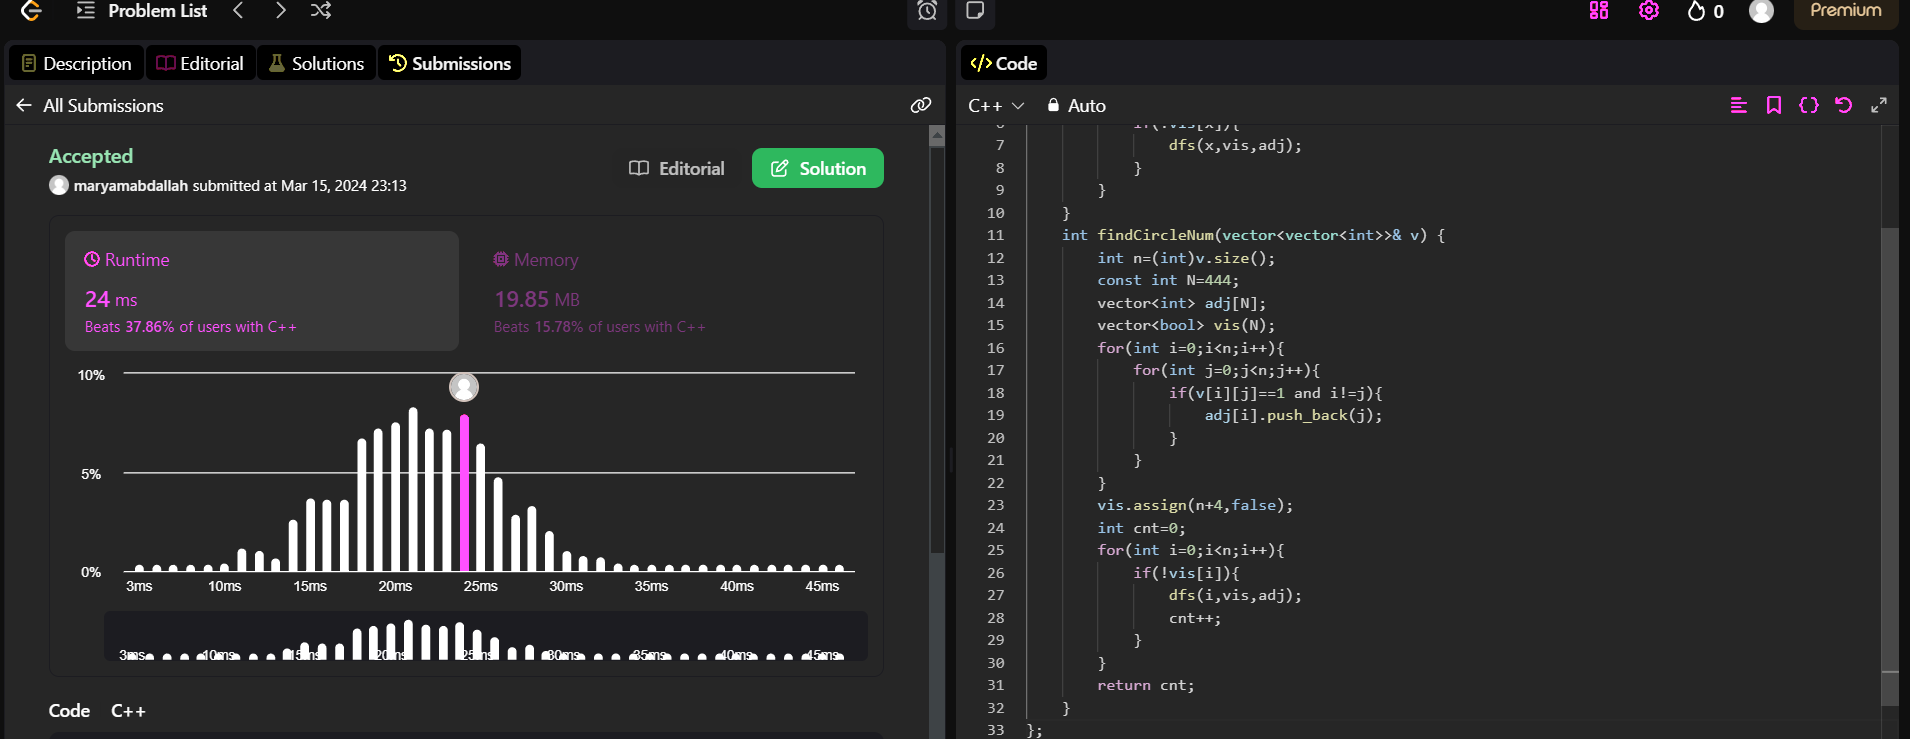 Problem List
0
Premium
Description
Editorial
Solutions
Submissions
All Submissions
Accepted
maryamabdallah submitted at Mar 15, 2024 23:13
Editorial
Solution
Runtime
24 ms
Beats 37.86% of users with C++
Memory
19.85 MB
Beats 15.78% of users with C++
10%
5%
0%
3ms 10ms 15ms 20ms 25ms 30ms 35ms 40ms 45ms
3ms 10ms 15ms 20ms 25ms 30ms 35ms 40ms 45ms
Code C++
</> Code
C++ Auto
6 if(!vis[x]){
7 dfs(x,vis,adj);
8 }
9 }
10 }
11 int findCircleNum(vector<vector<int>>& v) {
12 int n=(int)v.size();
13 const int N=444;
14 vector<int> adj[N];
15 vector<bool> vis(N);
16 for(int i=0;i<n;i++){
17 for(int j=0;j<n;j++){
18 if(v[i][j]==1 and i!=j){
19 adj[i].push_back(j);
20 }
21 }
22 }
23 vis.assign(n+4,false);
24 int cnt=0;
25 for(int i=0;i<n;i++){
26 if(!vis[i]){
27 dfs(i,vis,adj);
28 cnt++;
29 }
30 }
31 return cnt;
32 }
33 };